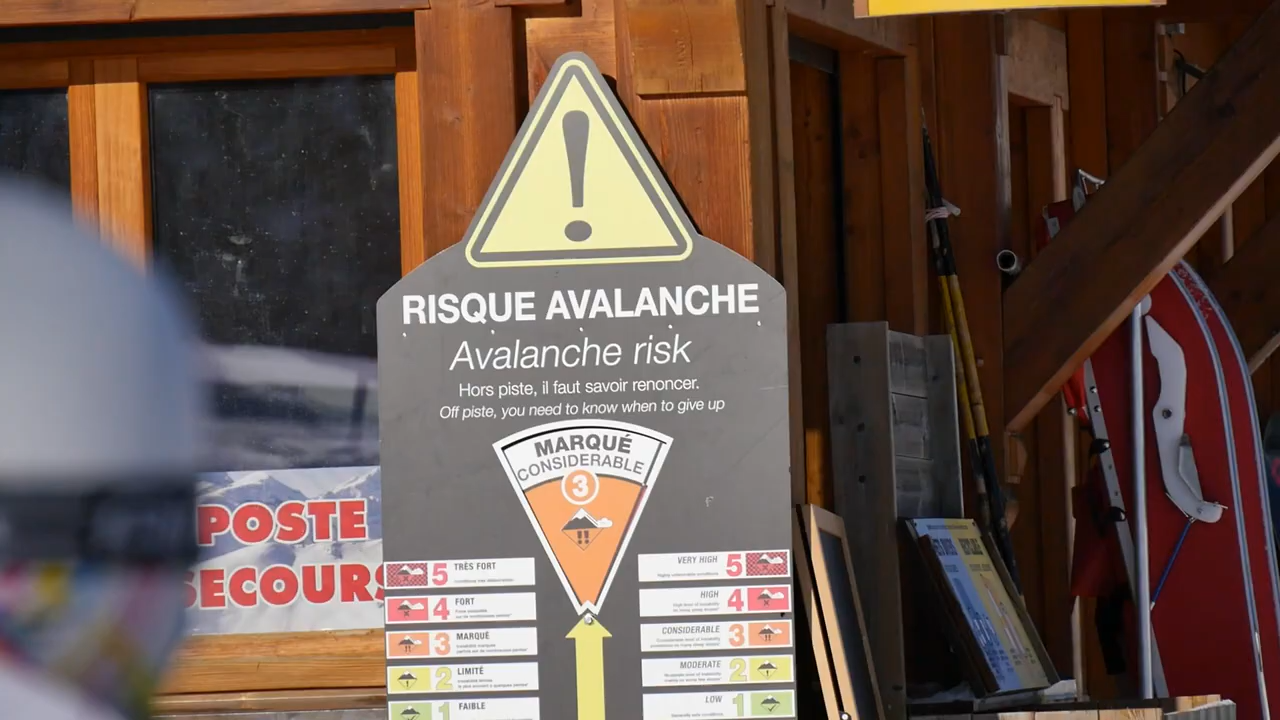 RISQUE AVALANCHE
Avalanche risk
Hors piste, il faut savoir renoncer.
Off piste, you need to know when to give up
MARQUÉ
CONSIDERABLE
3
POSTE
SECOURS
5 TRÈS FORT
4 FORT
3 MARQUÉ
2 LIMITÉ
1 FAIBLE
VERY HIGH 5
HIGH 4
CONSIDERABLE 3
MODERATE 2
LOW 1